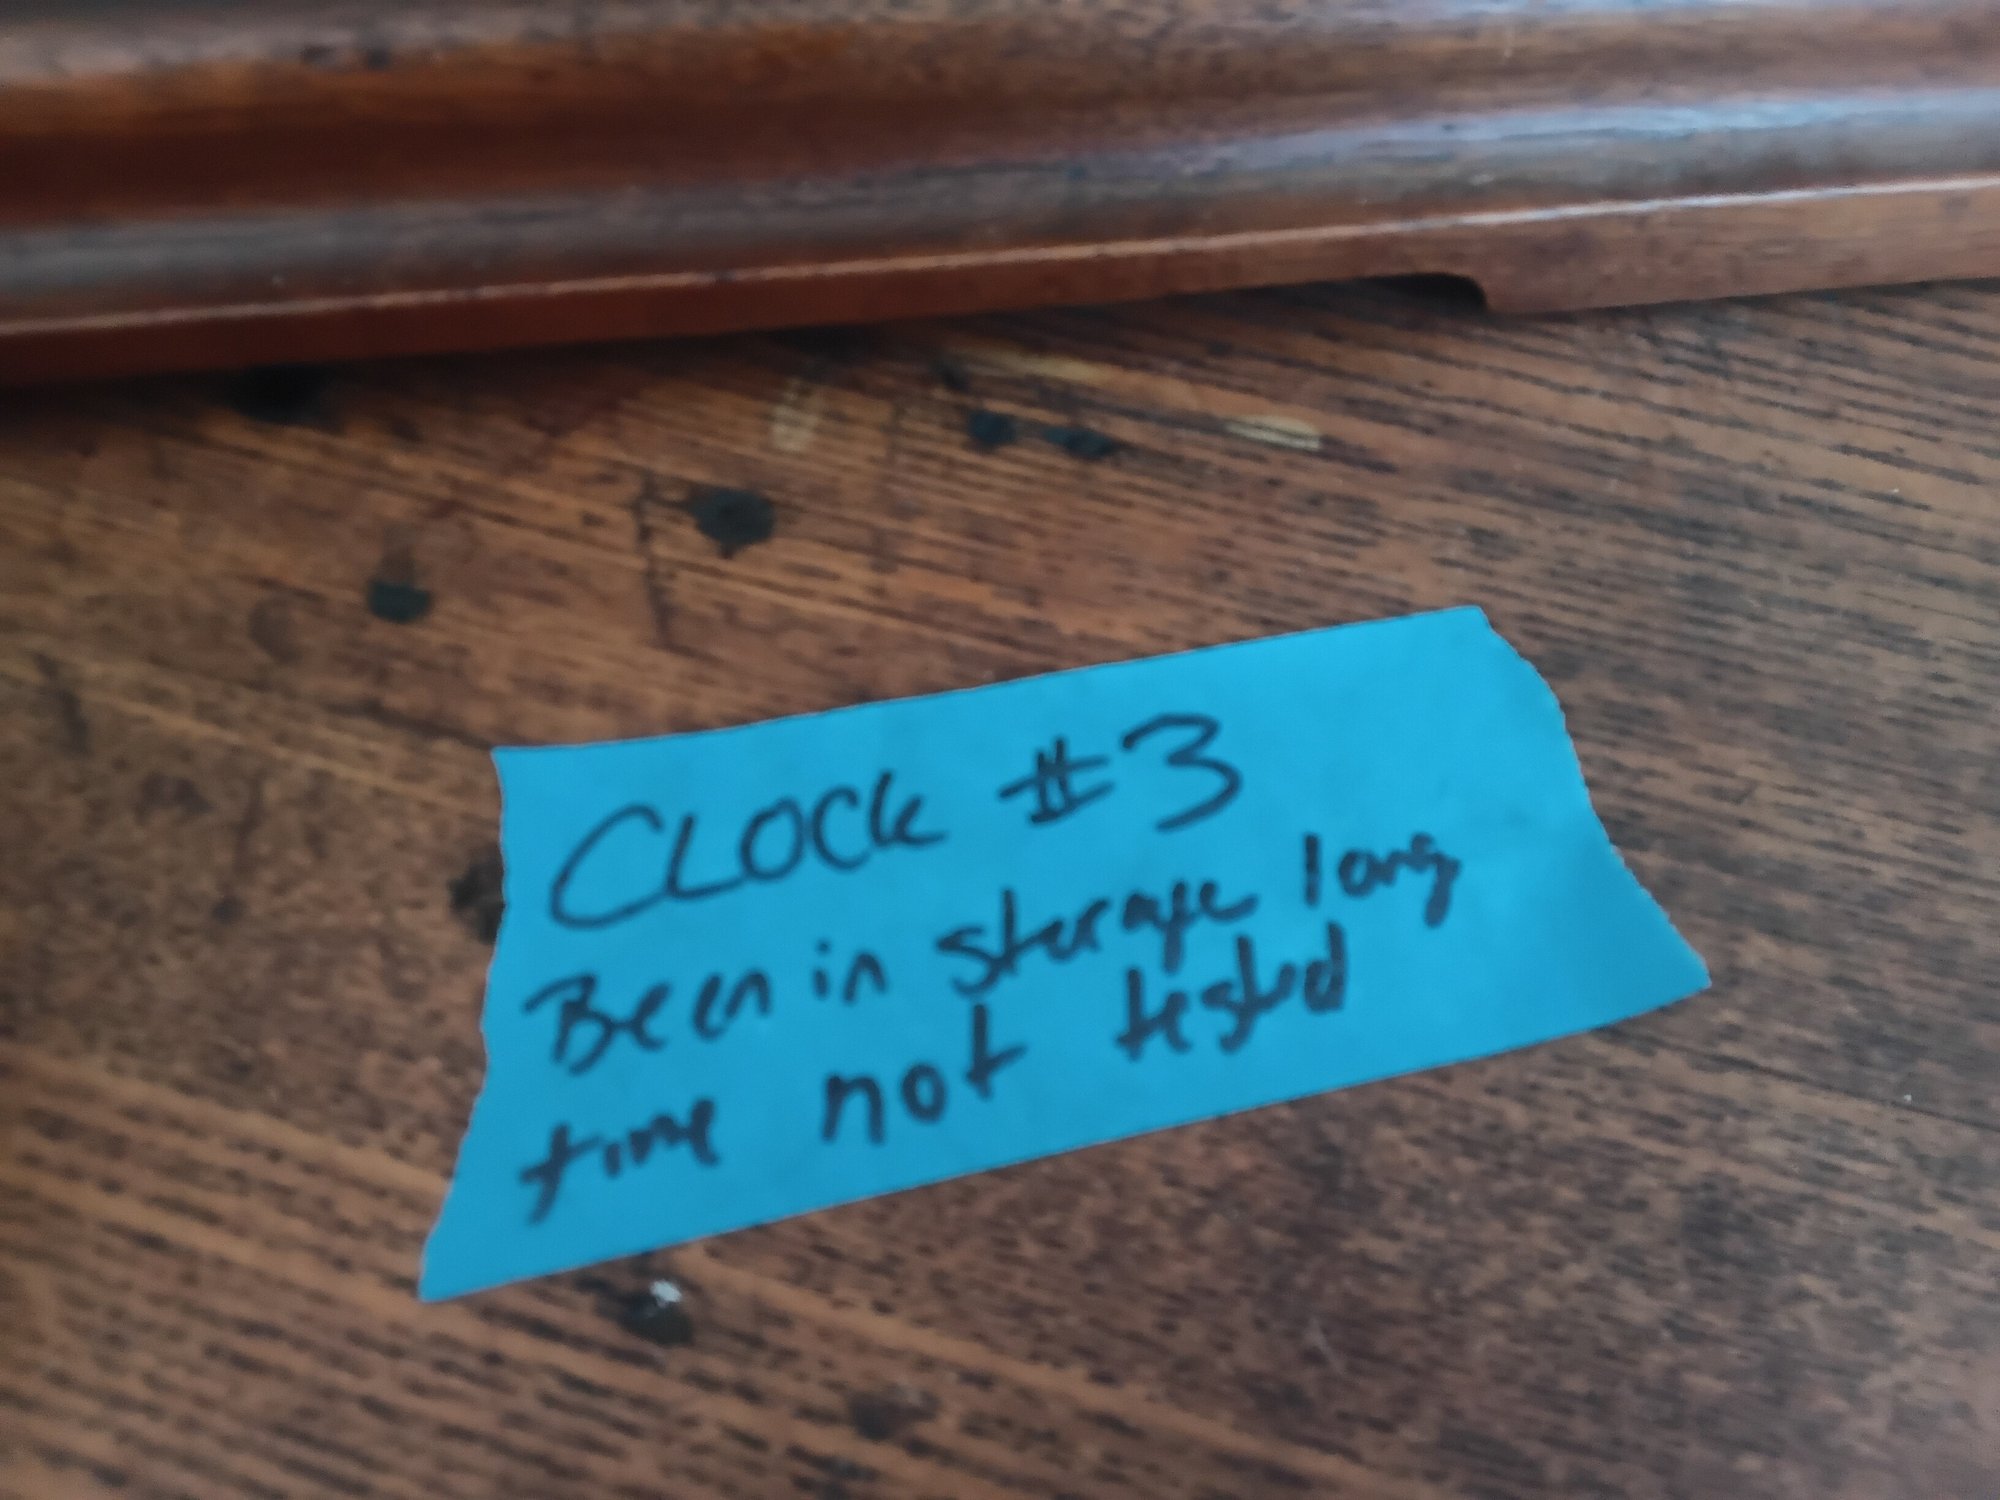 CLOCK #3
Been in storage long
time not tested